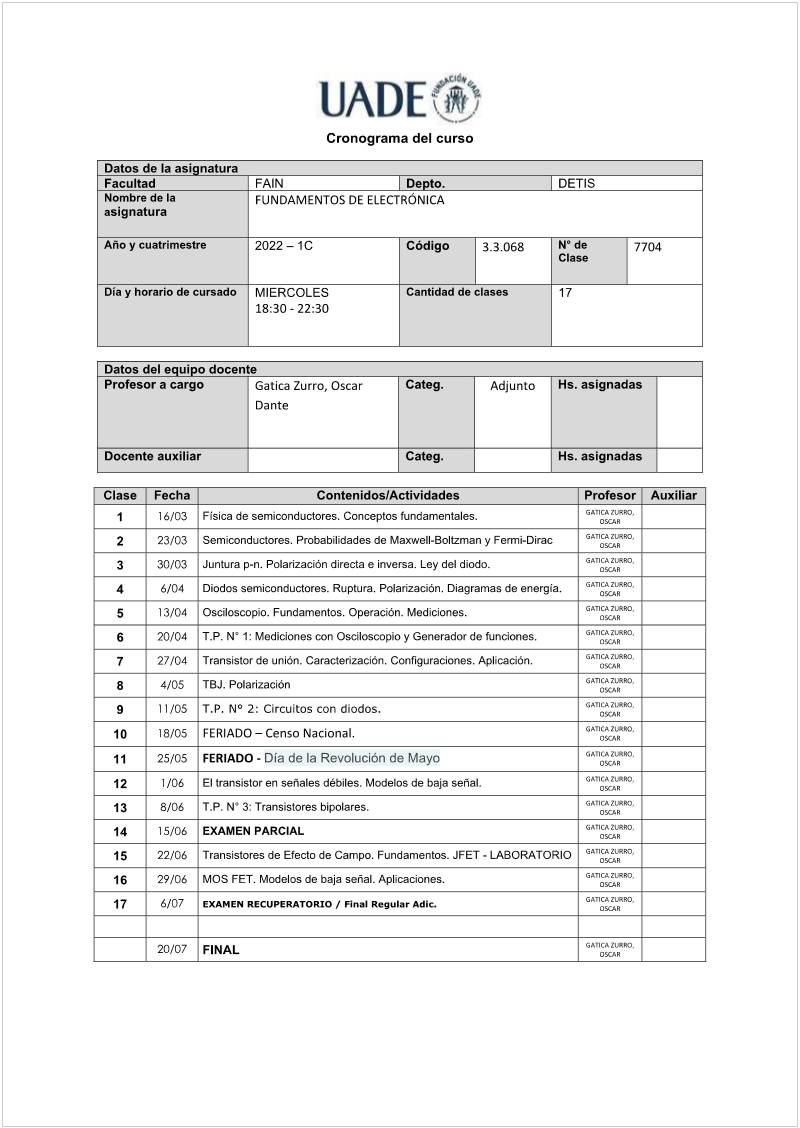 UADE
FUNDACIÓN UADE
Cronograma del curso
Datos de la asignatura
Facultad FAIN Depto. DETIS
Nombre de la asignatura FUNDAMENTOS DE ELECTRÓNICA
Año y cuatrimestre 2022 – 1C Código 3.3.068 N° de Clase 7704
Día y horario de cursado MIERCOLES 18:30 - 22:30 Cantidad de clases 17
Datos del equipo docente
Profesor a cargo Gatica Zurro, Oscar Dante Categ. Adjunto Hs. asignadas
Docente auxiliar Categ. Hs. asignadas
Clase Fecha Contenidos/Actividades Profesor Auxiliar
1 16/03 Física de semiconductores. Conceptos fundamentales. GATICA ZURRO, OSCAR
2 23/03 Semiconductores. Probabilidades de Maxwell-Boltzman y Fermi-Dirac GATICA ZURRO, OSCAR
3 30/03 Juntura p-n. Polarización directa e inversa. Ley del diodo. GATICA ZURRO, OSCAR
4 6/04 Diodos semiconductores. Ruptura. Polarización. Diagramas de energía. GATICA ZURRO, OSCAR
5 13/04 Osciloscopio. Fundamentos. Operación. Mediciones. GATICA ZURRO, OSCAR
6 20/04 T.P. N° 1: Mediciones con Osciloscopio y Generador de funciones. GATICA ZURRO, OSCAR
7 27/04 Transistor de unión. Caracterización. Configuraciones. Aplicación. GATICA ZURRO, OSCAR
8 4/05 TBJ. Polarización GATICA ZURRO, OSCAR
9 11/05 T.P. Nº 2: Circuitos con diodos. GATICA ZURRO, OSCAR
10 18/05 FERIADO – Censo Nacional. GATICA ZURRO, OSCAR
11 25/05 FERIADO - Día de la Revolución de Mayo GATICA ZURRO, OSCAR
12 1/06 El transistor en señales débiles. Modelos de baja señal. GATICA ZURRO, OSCAR
13 8/06 T.P. N° 3: Transistores bipolares. GATICA ZURRO, OSCAR
14 15/06 EXAMEN PARCIAL GATICA ZURRO, OSCAR
15 22/06 Transistores de Efecto de Campo. Fundamentos. JFET - LABORATORIO GATICA ZURRO, OSCAR
16 29/06 MOS FET. Modelos de baja señal. Aplicaciones. GATICA ZURRO, OSCAR
17 6/07 EXAMEN RECUPERATORIO / Final Regular Adic. GATICA ZURRO, OSCAR
20/07 FINAL GATICA ZURRO, OSCAR